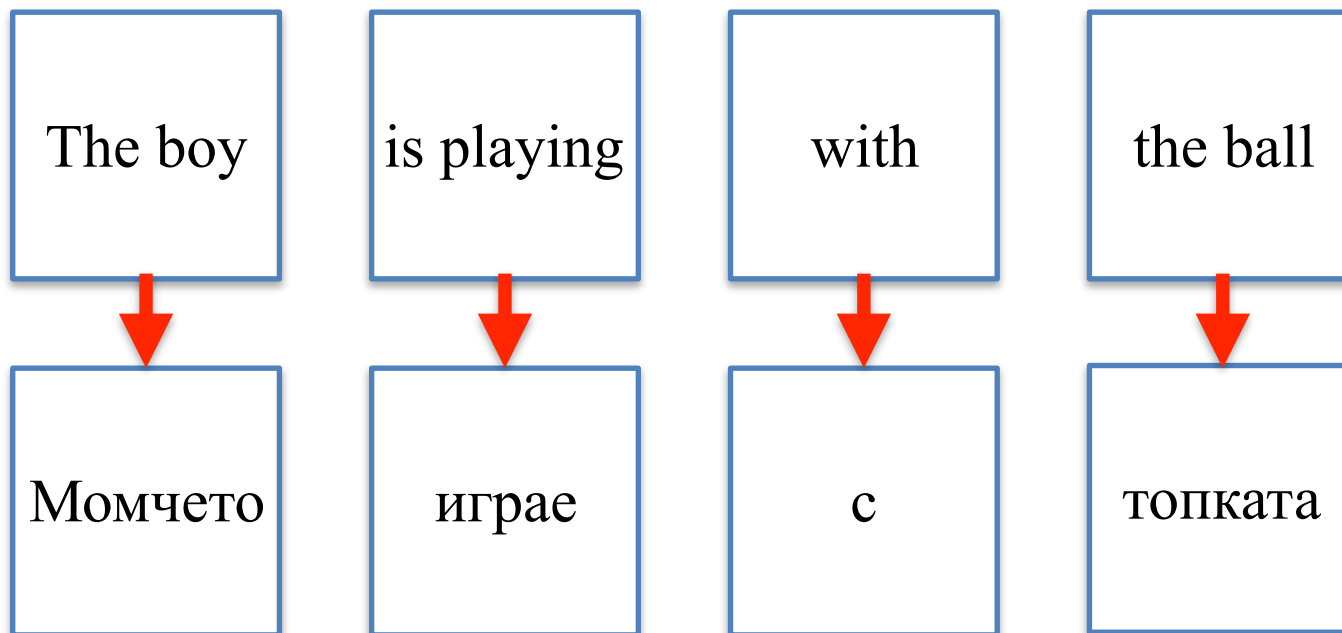 The boy
is playing
with
the ball
Момчето
играе
с
топката